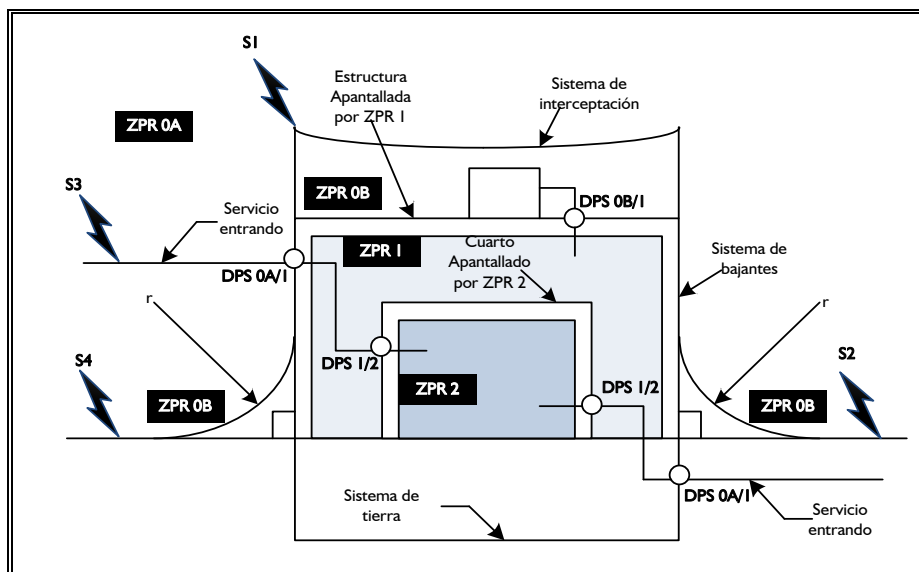 S1
Estructura
Apantallada
por ZPR 1
Sistema de
interceptación
ZPR 0A
S3
ZPR 0B
DPS 0B/1
Servicio
entrando
ZPR 1
Cuarto
Apantallado
por ZPR 2
Sistema de
bajantes
DPS 0A/1
r
r
S4
DPS 1/2
S2
ZPR 0B
ZPR 2
DPS 1/2
ZPR 0B
Sistema de
tierra
DPS 0A/1
Servicio
entrando